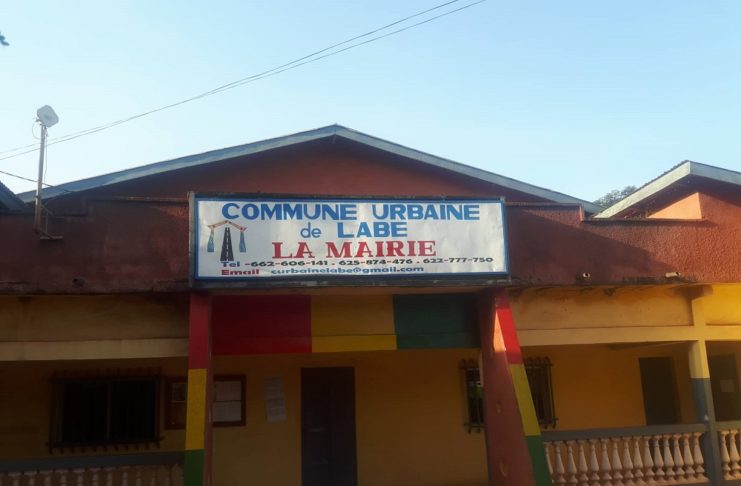 COMMUNE URBAINE
de LABE
LA MAIRIE
Tel -662-606-141 . 625-874-476 . 622-777-750
Email curbainelabe@gmail.com